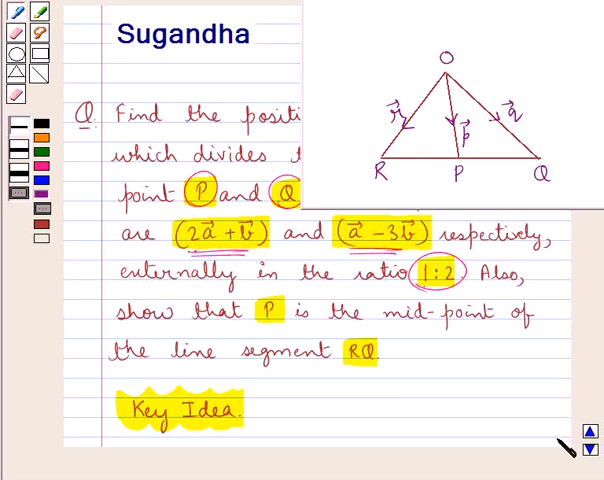 Sugandha
Q. Find the positi
which divides t
point P and Q
are (2a⃗ + b⃗) and (a⃗ - 3b⃗) respectively,
externally in the ratio 1:2. Also,
show that P is the mid-point of
the line segment RQ
Key Idea.
O
r⃗ p⃗ q⃗
R P Q